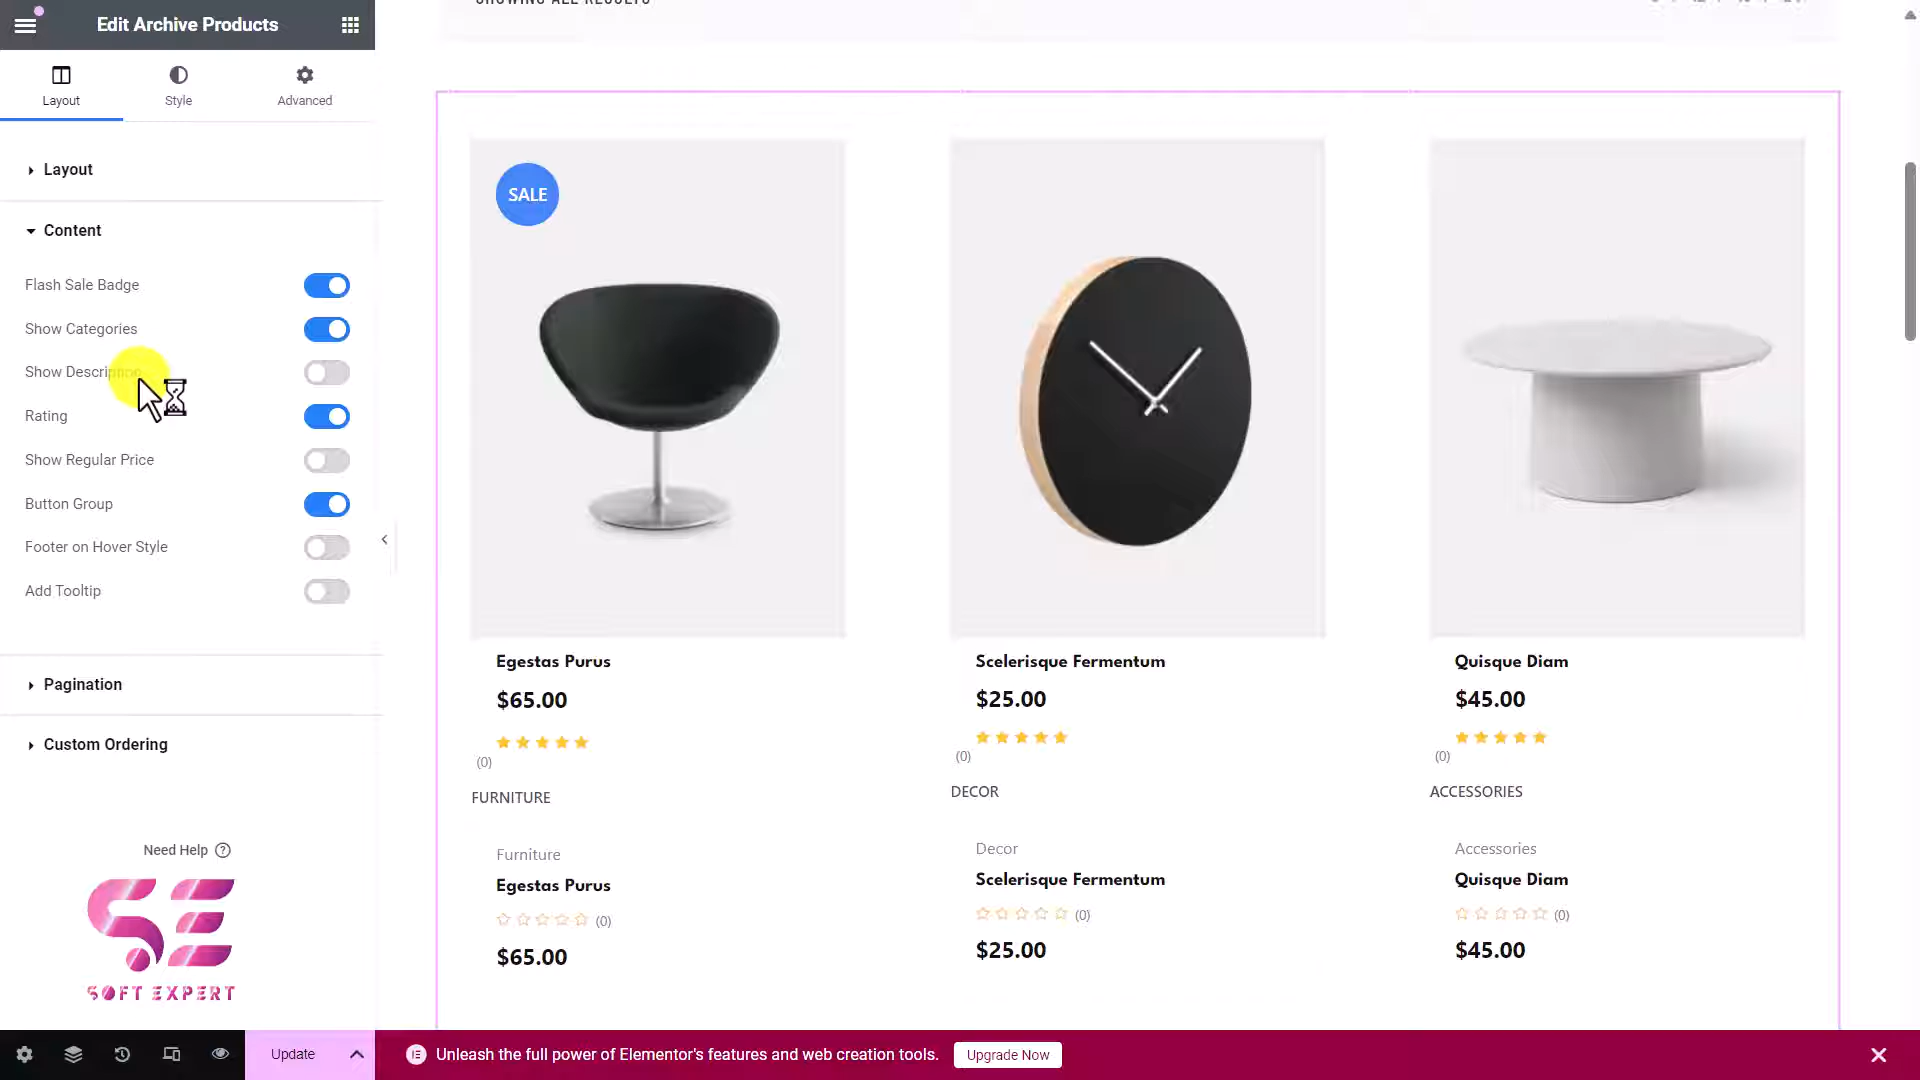 Edit Archive Products
Layout
Style
Advanced
Layout
Content
Flash Sale Badge
Show Categories
Show Description
Rating
Show Regular Price
Button Group
Footer on Hover Style
Add Tooltip
Pagination
Custom Ordering
Need Help
SE
SOFT EXPERT
Update
SHOWING ALL RESULTS
SALE
Egestas Purus
$65.00
(0)
FURNITURE
Furniture
Egestas Purus
(0)
$65.00
Scelerisque Fermentum
$25.00
(0)
DECOR
Decor
Scelerisque Fermentum
(0)
$25.00
Quisque Diam
$45.00
(0)
ACCESSORIES
Accessories
Quisque Diam
(0)
$45.00
Unleash the full power of Elementor's features and web creation tools.
Upgrade Now